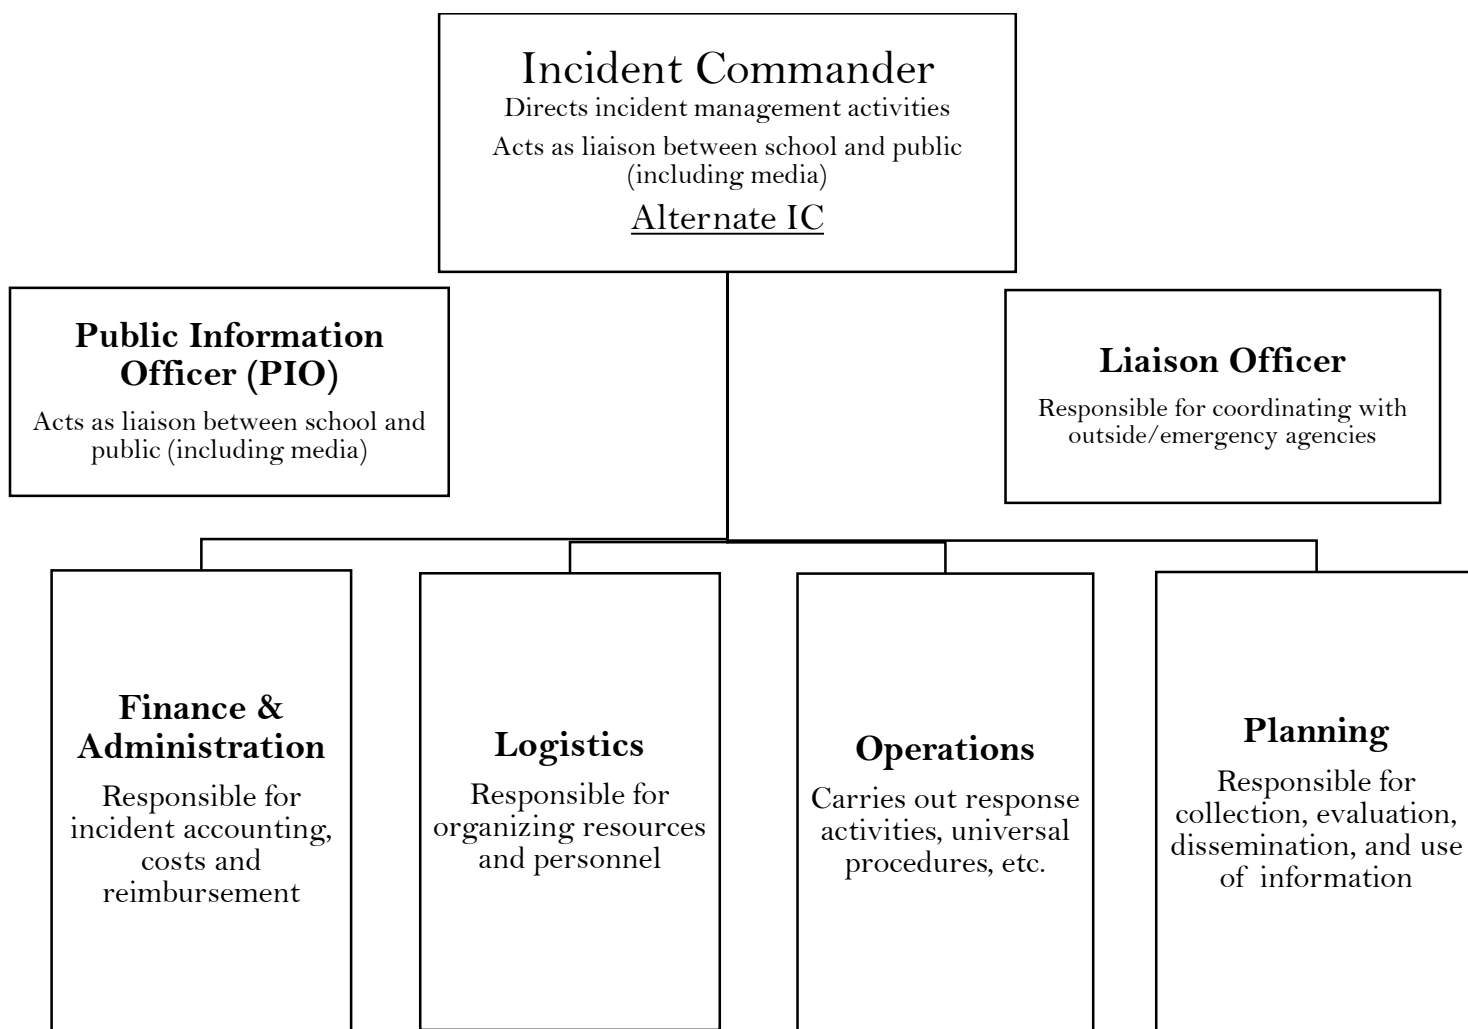 Incident Commander
Directs incident management activities
Acts as liaison between school and public
(including media)
Alternate IC
Public Information
Officer (PIO)
Acts as liaison between school and
public (including media)
Liaison Officer
Responsible for coordinating with
outside/emergency agencies
Finance &
Administration
Responsible for
incident accounting,
costs and
reimbursement
Logistics
Responsible for
organizing resources
and personnel
Operations
Carries out response
activities, universal
procedures, etc.
Planning
Responsible for
collection, evaluation,
dissemination, and use
of information